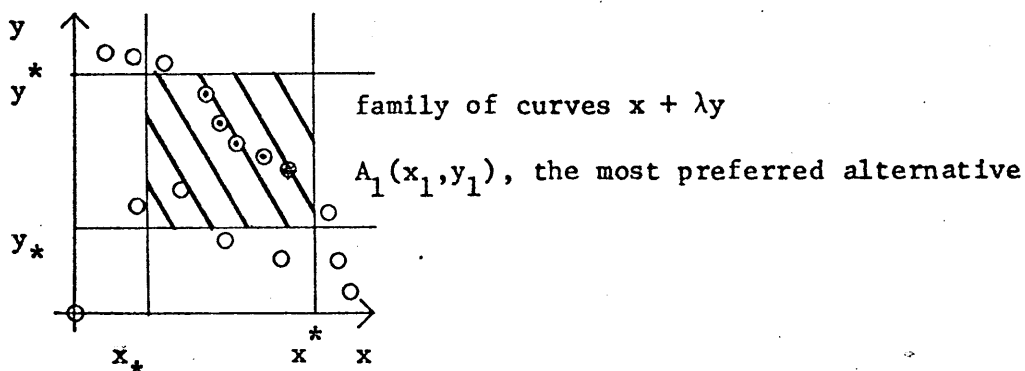 y
y*
family of curves x + λy
A₁(x₁,y₁), the most preferred alternative
y*
x* x* x